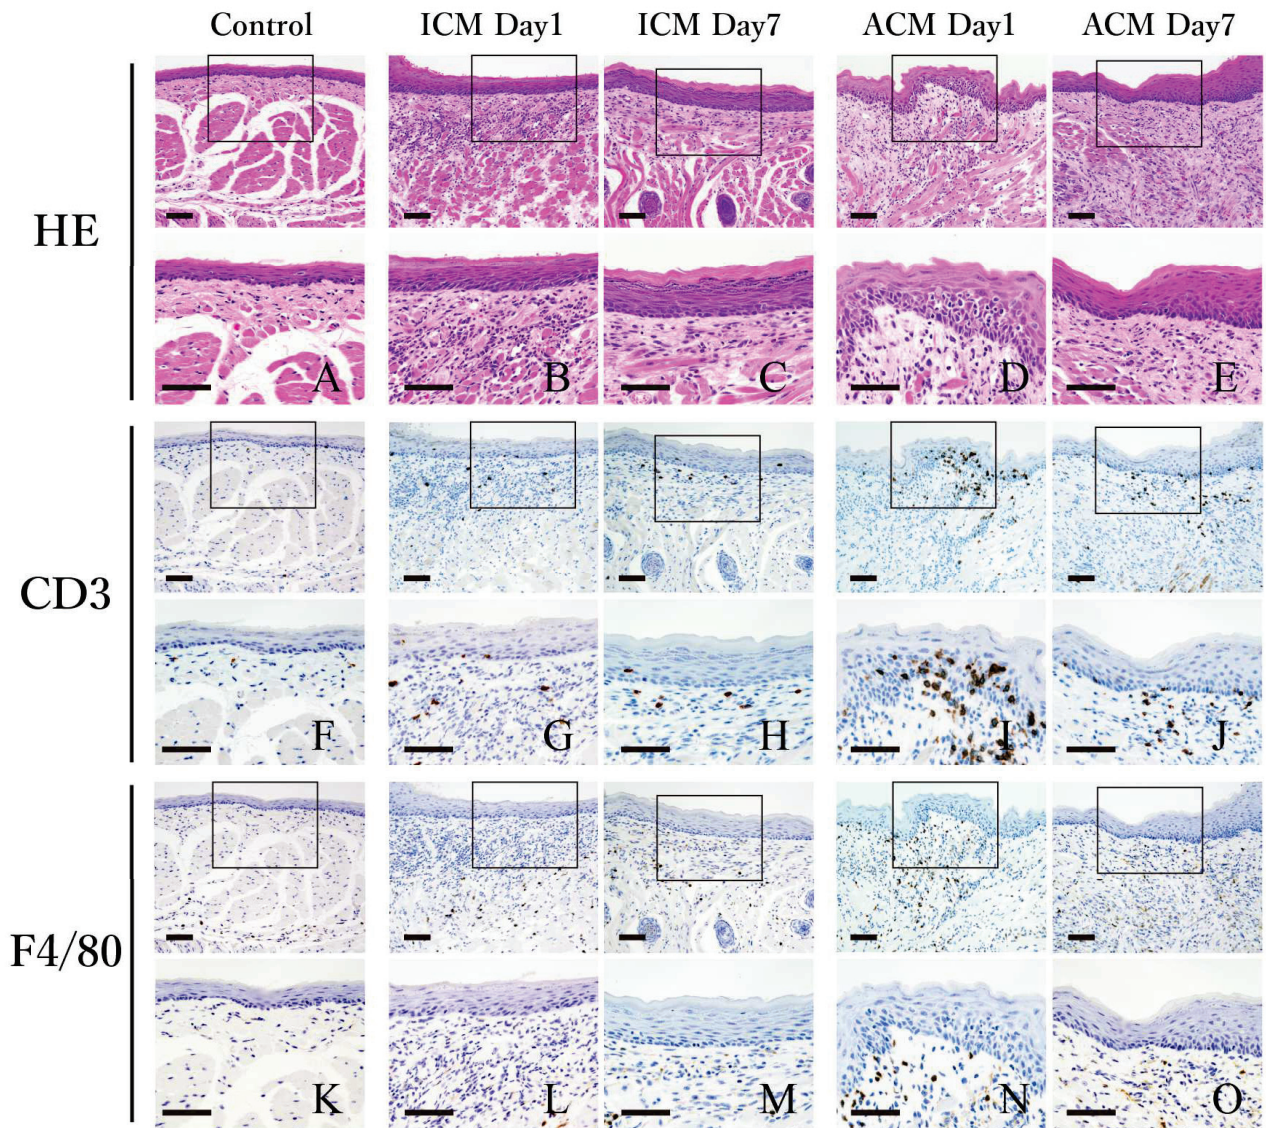 Control ICM Day1 ICM Day7 ACM Day1 ACM Day7
HE
A B C D E
CD3
F G H I J
F4/80
K L M N O